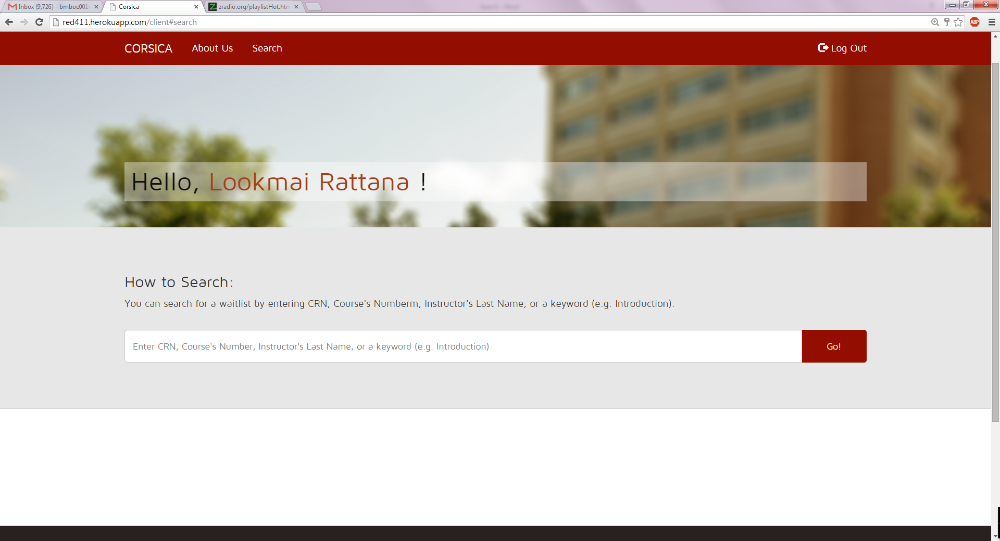 Inbox (9,726) - bmboe001
Corsica
zradio.org/playlistHot.htm
red411.herokuapp.com/client#search
ABP
CORSICA About Us Search Log Out
Hello, Lookmai Rattana !
How to Search:
You can search for a waitlist by entering CRN, Course's Numberm, Instructor's Last Name, or a keyword (e.g. Introduction).
Enter CRN, Course's Number, Instructor's Last Name, or a keyword (e.g. Introduction)
Go!